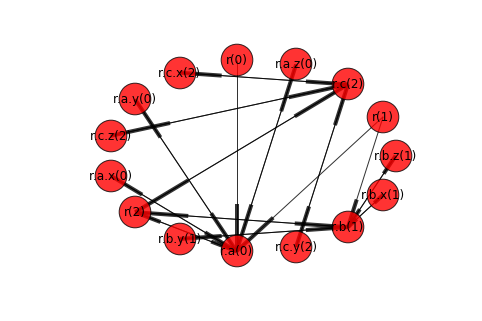 r(0)
r.a.z(0)
r.c.x(2)
r.c(2)
r.a.y(0)
r(1)
r.c.z(2)
r.b.z(1)
r.a.x(0)
r.b.x(1)
r(2)
r.b(1)
r.b.y(1)
r.a(0)
r.c.y(2)